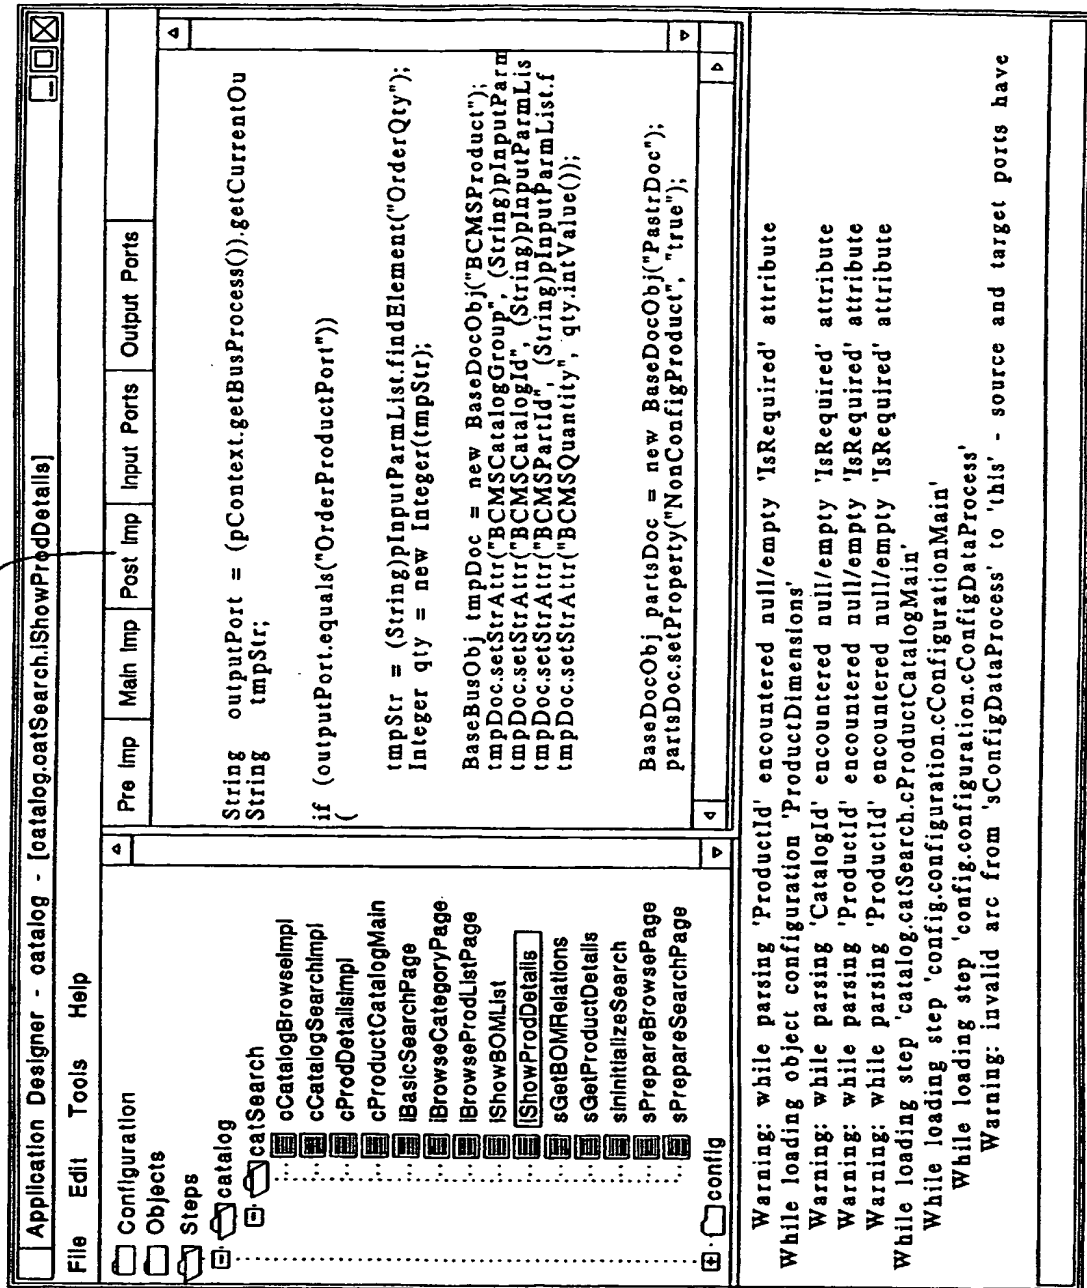 Application Designer - catalog - [catalog.catSearch.iShowProdDetails]
File Edit Tools Help
Configuration
Objects
Steps
catalog
catSearch
cCatalogBrowseImpl
cCatalogSearchImpl
cProdDetailsImpl
cProductCatalogMain
iBasicSearchPage
iBrowseCategoryPage
iBrowseProdListPage
iShowBOMList
iShowProdDetails
sGetBOMRelations
sGetProductDetails
sInitializeSearch
sPrepareBrowsePage
sPrepareSearchPage
config
Pre Imp Main Imp Post Imp Input Ports Output Ports
String outputPort = (pContext.getBusProcess()).getCurrentOu
String tmpStr;
if (outputPort.equals("OrderProductPort"))
(
tmpStr = (String)pInputParmList.findElement("OrderQty");
Integer qty = new Integer(tmpStr);
BaseBusObj tmpDoc = new BaseDocObj("BCMSProduct");
tmpDoc.setStrAttr("BCMSCatalogGroup", (String)pInputParm
tmpDoc.setStrAttr("BCMSCatalogId", (String)pInputParmLis
tmpDoc.setStrAttr("BCMSPartId", (String)pInputParmList.f
tmpDoc.setStrAttr("BCMSQuantity", qty.intValue());
BaseDocObj partsDoc = new BaseDocObj("PastrDoc");
partsDoc.setProperty("NonConfigProduct", "true");
Warning: while parsing 'ProductId' encountered null/empty 'IsRequired' attribute
While loading object configuration 'ProductDimensions'
Warning: while parsing 'CatalogId' encountered null/empty 'IsRequired' attribute
Warning: while parsing 'ProductId' encountered null/empty 'IsRequired' attribute
Warning: while parsing 'ProductId' encountered null/empty 'IsRequired' attribute
While loading step 'catalog.catSearch.cProductCatalogMain'
While loading step 'config.configuration.cConfigurationMain'
While loading step 'config.configuration.cConfigDataProcess'
Warning: invalid arc from 'sConfigDataProcess' to 'this' - source and target ports have